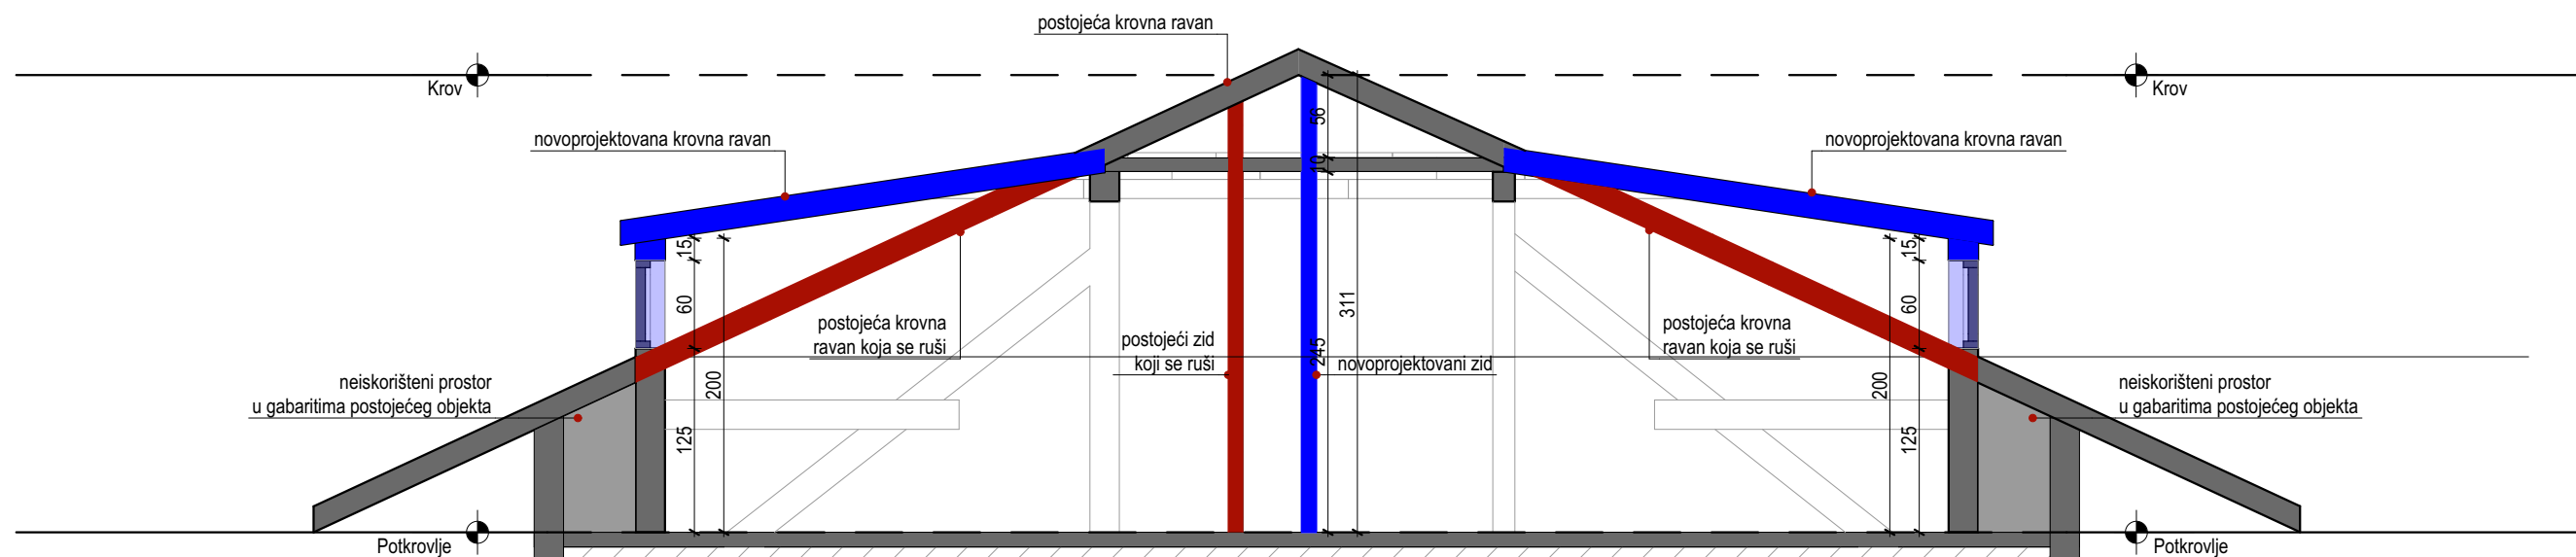 postojeća krovna ravan
Krov
Krov
novoprojektovana krovna ravan
novoprojektovana krovna ravan
56
10
15
15
60
60
311
245
200
200
125
125
postojeća krovna
ravan koja se ruši
postojeći zid
koji se ruši
novoprojektovani zid
postojeća krovna
ravan koja se ruši
neiskorišteni prostor
u gabaritima postojećeg objekta
neiskorišteni prostor
u gabaritima postojećeg objekta
Potkrovlje
Potkrovlje